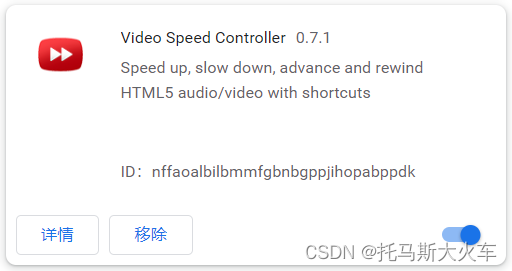 Video Speed Controller 0.7.1
Speed up, slow down, advance and rewind
HTML5 audio/video with shortcuts
ID：nffaoalbilbmmfgbnbgppjihopabppdk
详情 移除
CSDN @托马斯大火车